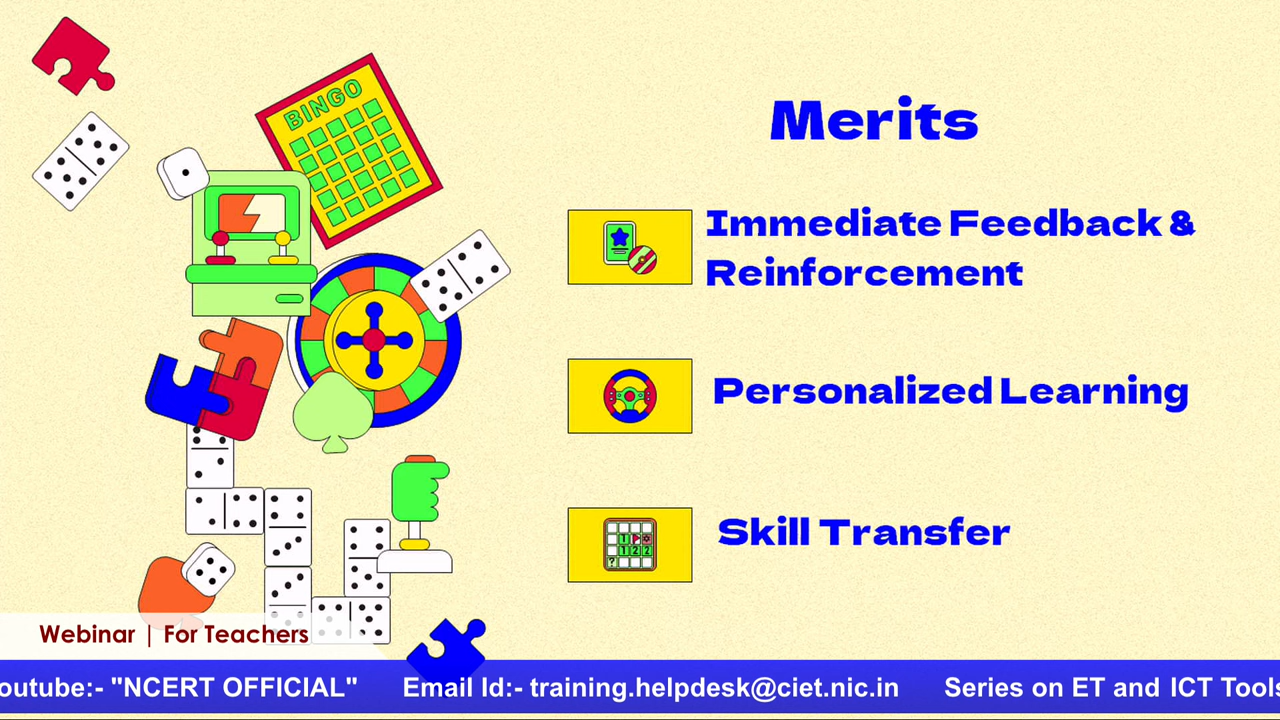 BINGO
Merits
Immediate Feedback &
Reinforcement
Personalized Learning
Skill Transfer
Webinar | For Teachers
outube:- "NCERT OFFICIAL" Email Id:- training.helpdesk@ciet.nic.in Series on ET and ICT Tools